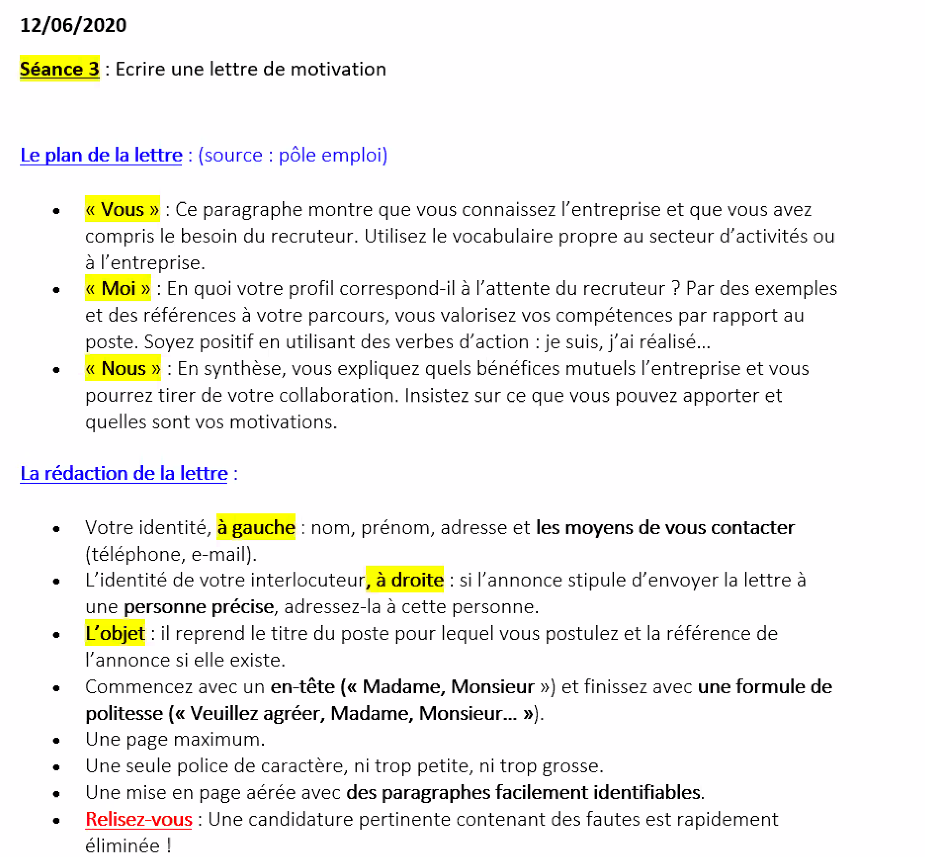 12/06/2020
Séance 3 : Ecrire une lettre de motivation
Le plan de la lettre : (source : pôle emploi)
• « Vous » : Ce paragraphe montre que vous connaissez l’entreprise et que vous avez
compris le besoin du recruteur. Utilisez le vocabulaire propre au secteur d’activités ou
à l’entreprise.
• « Moi » : En quoi votre profil correspond-il à l’attente du recruteur ? Par des exemples
et des références à votre parcours, vous valorisez vos compétences par rapport au
poste. Soyez positif en utilisant des verbes d’action : je suis, j’ai réalisé…
• « Nous » : En synthèse, vous expliquez quels bénéfices mutuels l’entreprise et vous
pourrez tirer de votre collaboration. Insistez sur ce que vous pouvez apporter et
quelles sont vos motivations.
La rédaction de la lettre :
• Votre identité, à gauche : nom, prénom, adresse et les moyens de vous contacter
(téléphone, e-mail).
• L’identité de votre interlocuteur, à droite : si l’annonce stipule d’envoyer la lettre à
une personne précise, adressez-la à cette personne.
• L’objet : il reprend le titre du poste pour lequel vous postulez et la référence de
l’annonce si elle existe.
• Commencez avec un en-tête (« Madame, Monsieur ») et finissez avec une formule de
politesse (« Veuillez agréer, Madame, Monsieur… »).
• Une page maximum.
• Une seule police de caractère, ni trop petite, ni trop grosse.
• Une mise en page aérée avec des paragraphes facilement identifiables.
• Relisez-vous : Une candidature pertinente contenant des fautes est rapidement
éliminée !